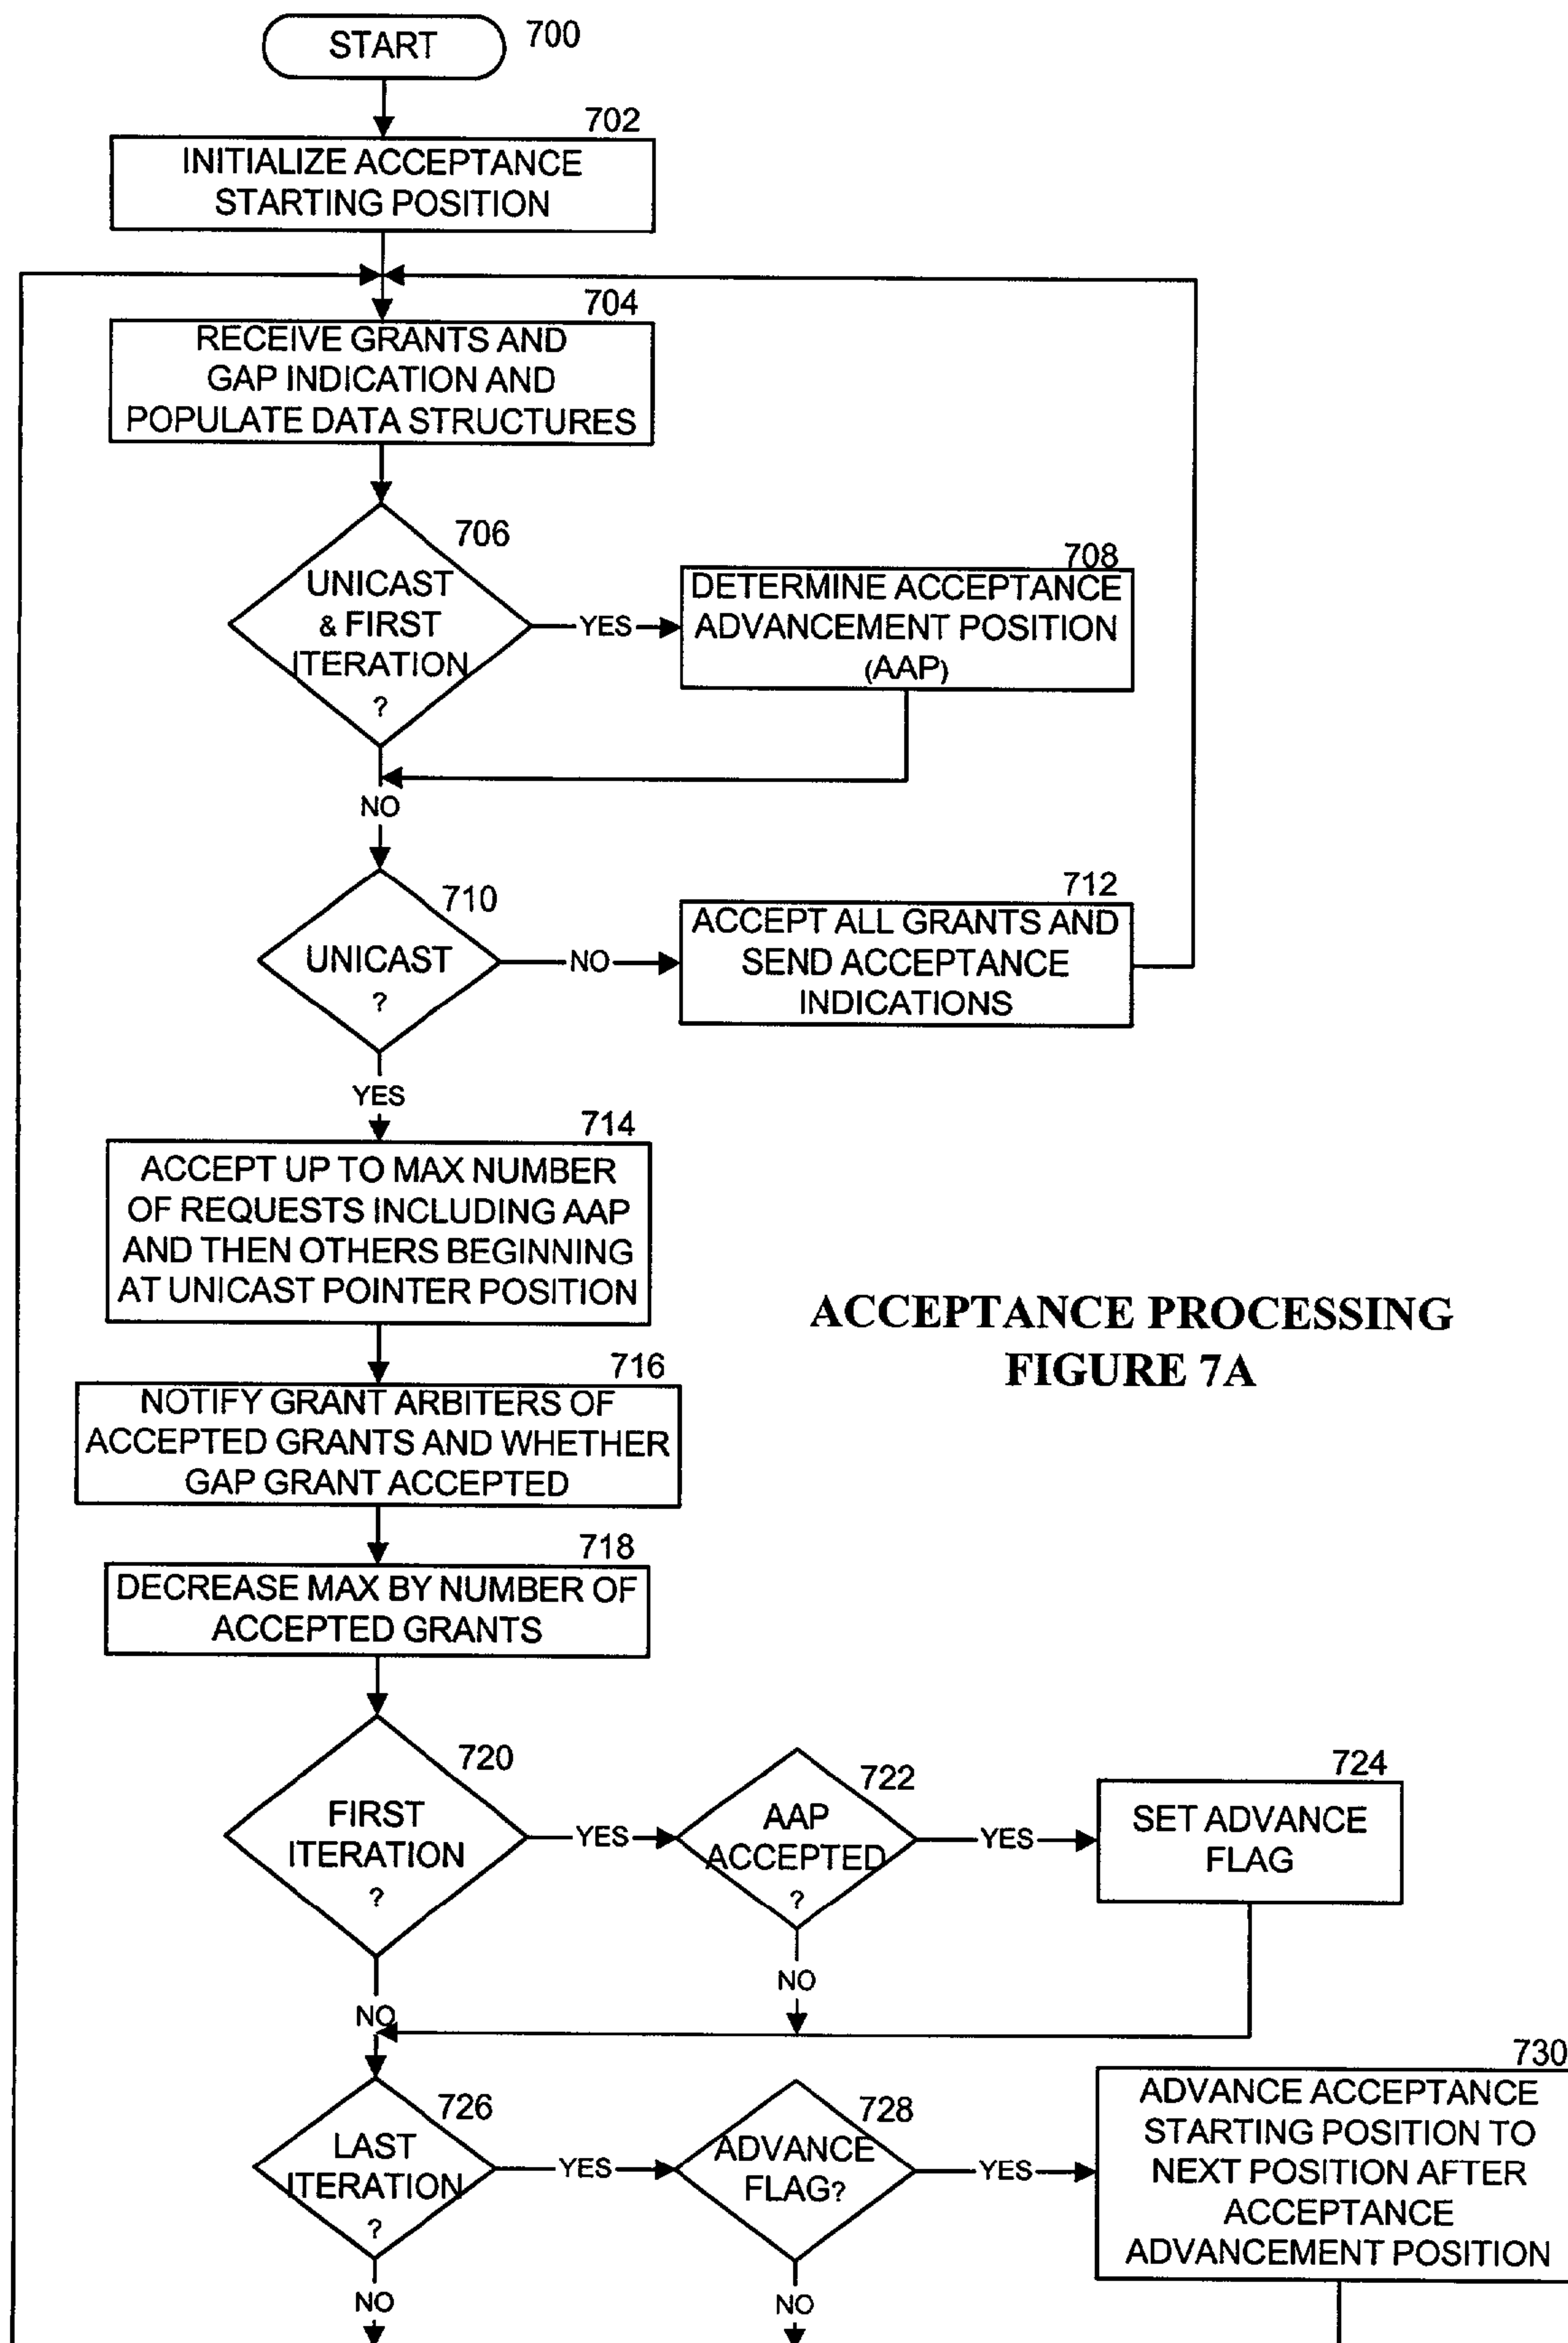 START
700
702
INITIALIZE ACCEPTANCE
STARTING POSITION
704
RECEIVE GRANTS AND
GAP INDICATION AND
POPULATE DATA STRUCTURES
706
UNICAST
& FIRST
ITERATION
?
YES
708
DETERMINE ACCEPTANCE
ADVANCEMENT POSITION
(AAP)
NO
710
UNICAST
?
NO
712
ACCEPT ALL GRANTS AND
SEND ACCEPTANCE
INDICATIONS
YES
714
ACCEPT UP TO MAX NUMBER
OF REQUESTS INCLUDING AAP
AND THEN OTHERS BEGINNING
AT UNICAST POINTER POSITION
ACCEPTANCE PROCESSING
FIGURE 7A
716
NOTIFY GRANT ARBITERS OF
ACCEPTED GRANTS AND WHETHER
GAP GRANT ACCEPTED
718
DECREASE MAX BY NUMBER OF
ACCEPTED GRANTS
720
FIRST
ITERATION
?
YES
722
AAP
ACCEPTED
?
YES
724
SET ADVANCE
FLAG
NO
NO
726
LAST
ITERATION
?
YES
728
ADVANCE
FLAG?
YES
730
ADVANCE ACCEPTANCE
STARTING POSITION TO
NEXT POSITION AFTER
ACCEPTANCE
ADVANCEMENT POSITION
NO
NO